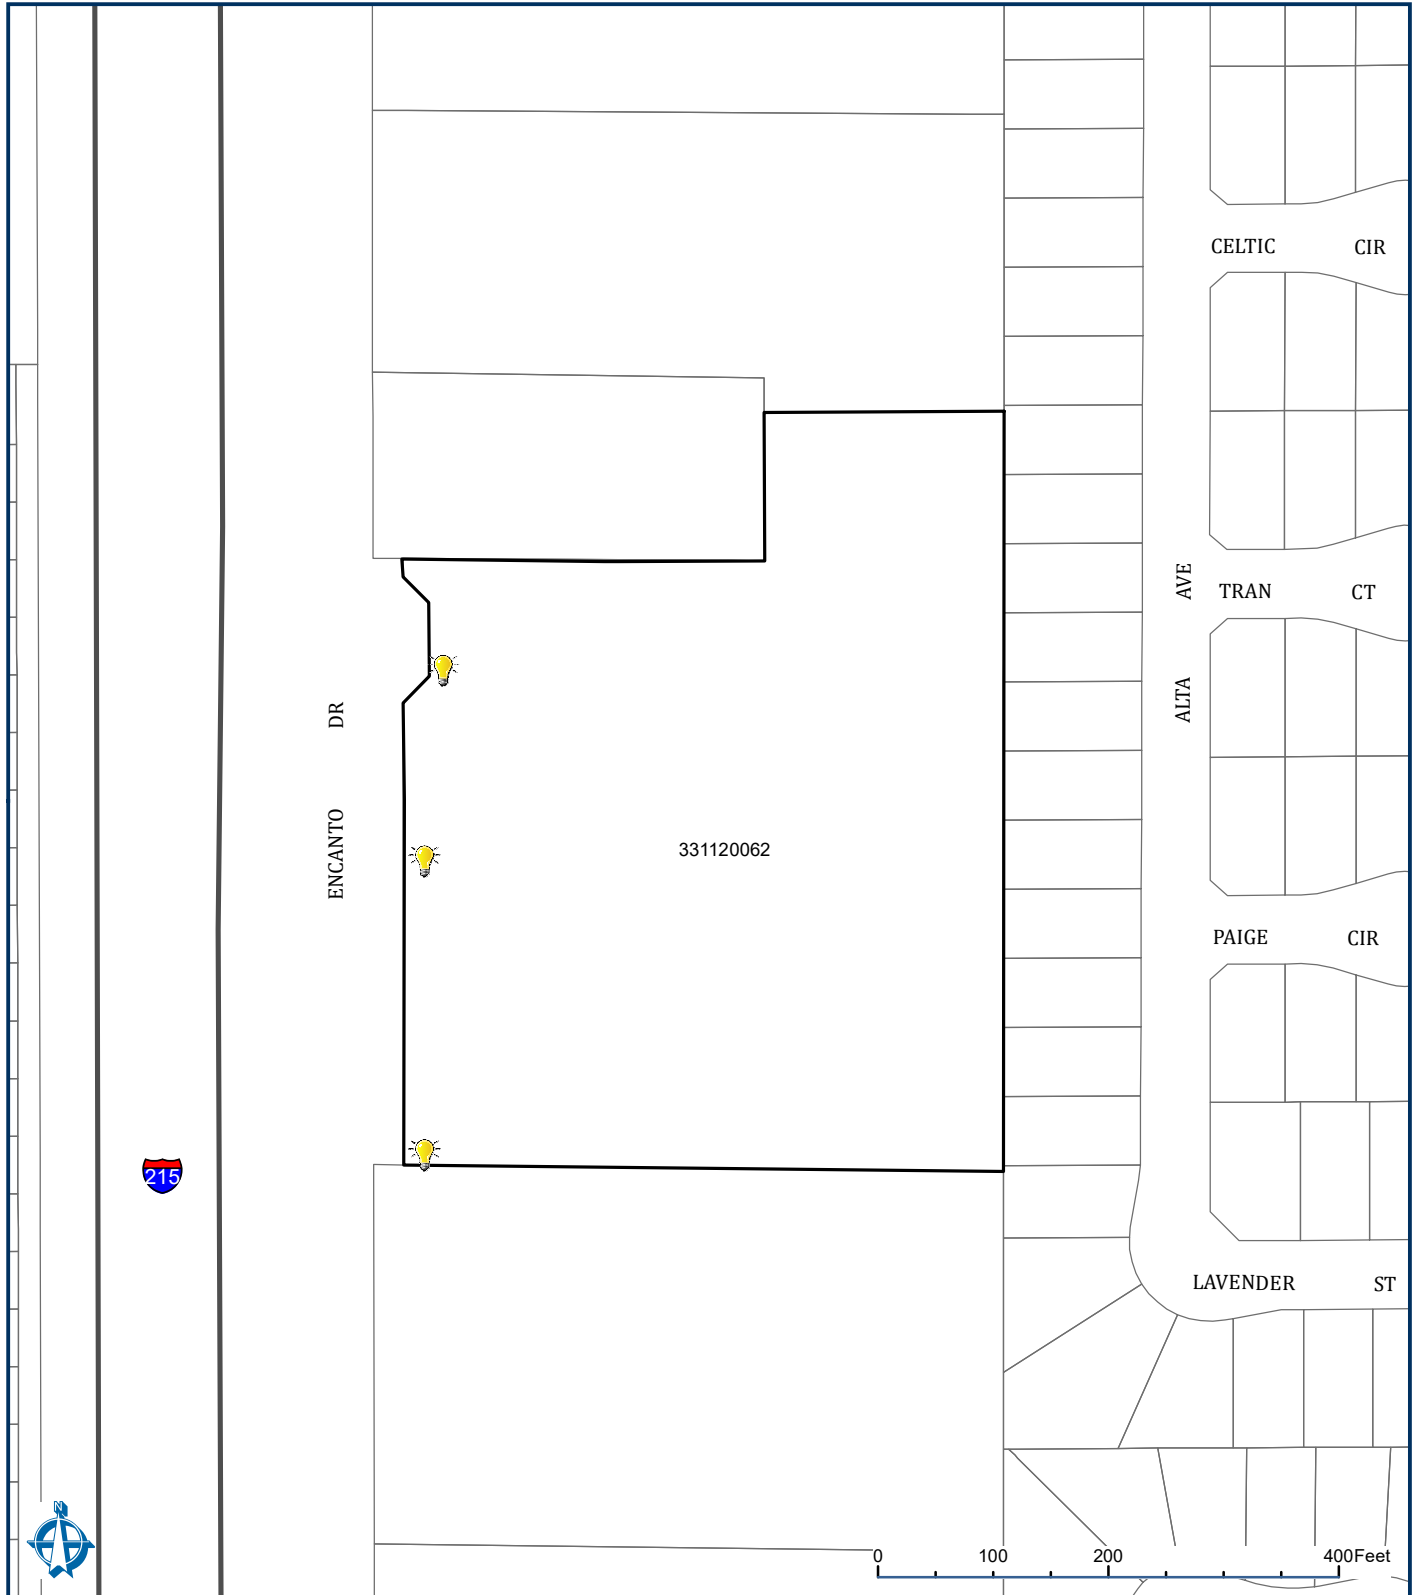 CELTIC CIR
AVE
TRAN CT
ALTA
DR
ENCANTO
331120062
PAIGE CIR
215
LAVENDER ST
N
0 100 200 400Feet